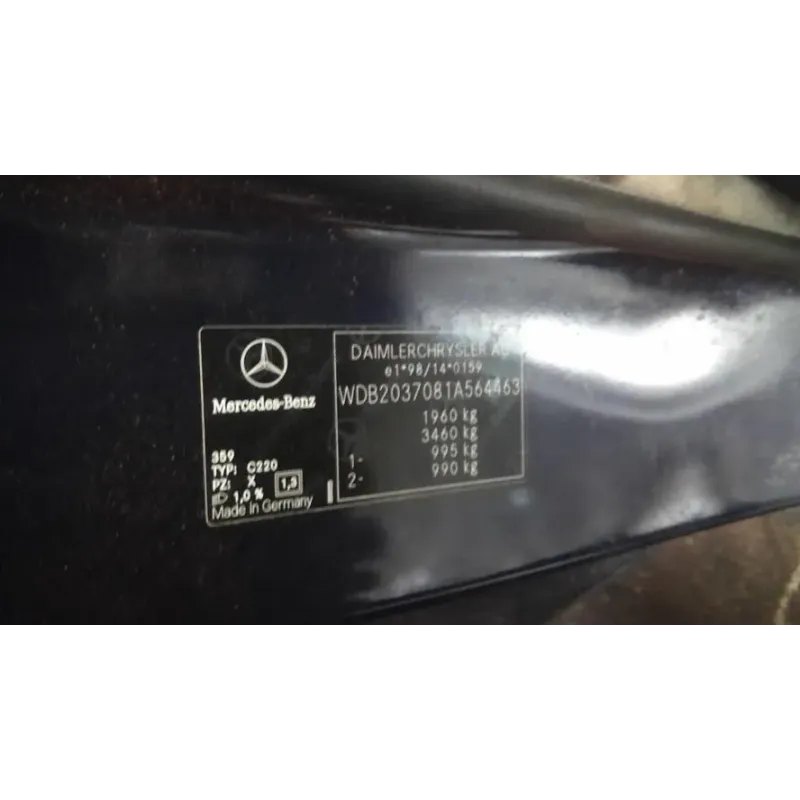 Mercedes-Benz
359
TYP: C220
PZ: X
1,0 % 1,3
Made in Germany
DAIMLERCHRYSLER AG
e1*98/14*0159
WDB2037081A564463
1960 kg
3460 kg
1- 995 kg
2- 990 kg